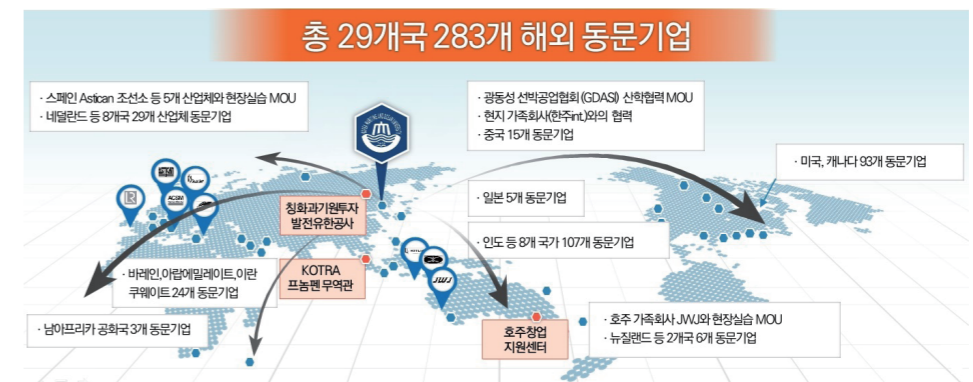 총 29개국 283개 해외 동문기업
· 스페인 Astican 조선소 등 5개 산업체와 현장실습 MOU
· 네덜란드 등 8개국 29개 산업체 동문기업
· 광동성 선박공업협회(GDASI) 산학협력 MOU
· 현지 가족회사(한주int.)와의 협력
· 중국 15개 동문기업
· 미국, 캐나다 93개 동문기업
· 일본 5개 동문기업
칭화과기원투자
발전유한공사
· 인도 등 8개 국가 107개 동문기업
· 바레인,아랍에밀레이트,이란
쿠웨이트 24개 동문기업
KOTRA
프놈펜 무역관
JWJ
· 남아프리카 공화국 3개 동문기업
호주창업
지원센터
· 호주 가족회사 JWJ와 현장실습 MOU
· 뉴질랜드 등 2개국 6개 동문기업